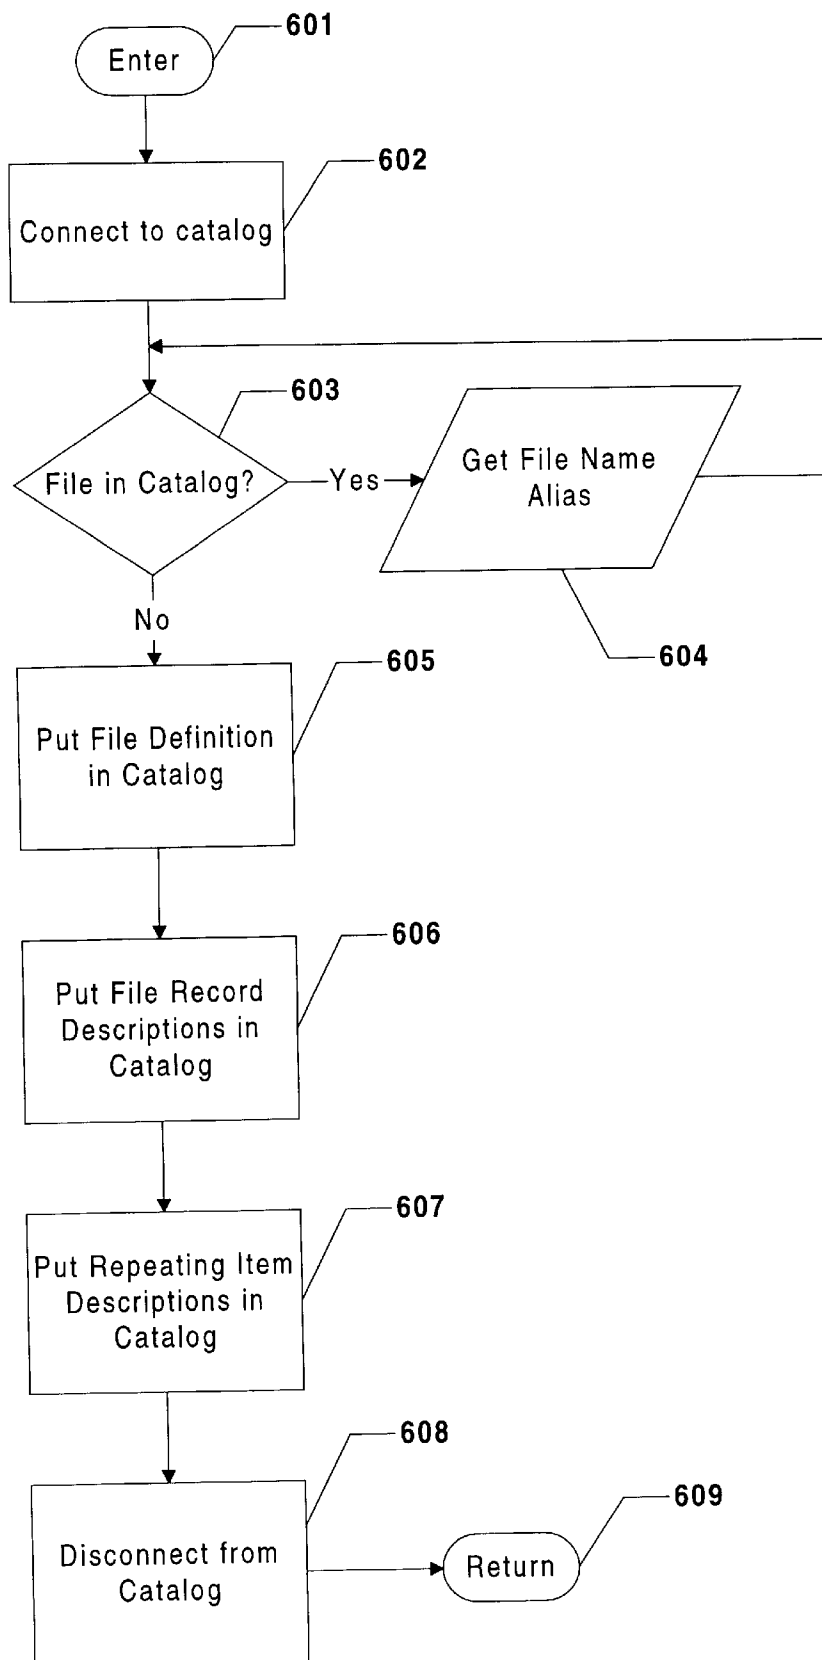 601
Enter
602
Connect to catalog
603
File in Catalog?
Yes
Get File Name
Alias
604
No
605
Put File Definition
in Catalog
606
Put File Record
Descriptions in
Catalog
607
Put Repeating Item
Descriptions in
Catalog
608
Disconnect from
Catalog
609
Return